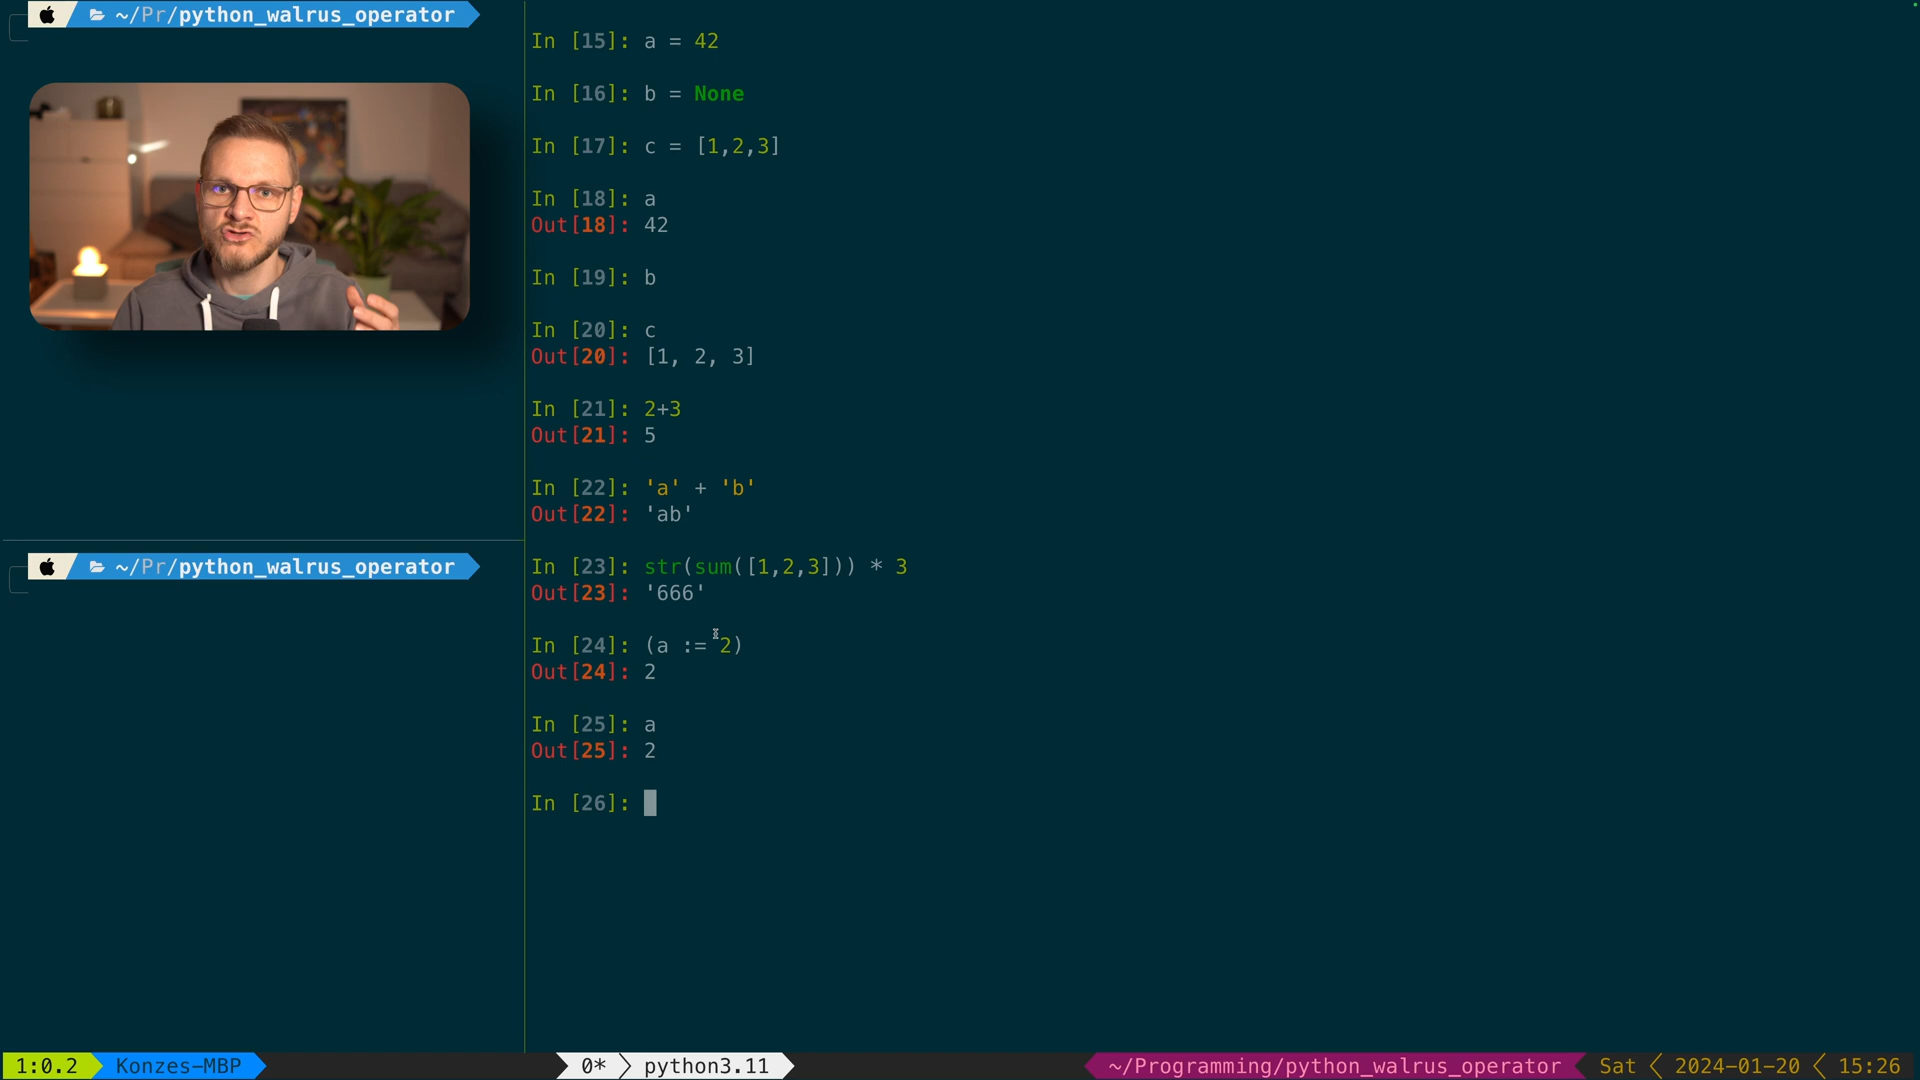 ~/Pr/python_walrus_operator
~/Pr/python_walrus_operator
In [15]: a = 42
In [16]: b = None
In [17]: c = [1,2,3]
In [18]: a
Out[18]: 42
In [19]: b
In [20]: c
Out[20]: [1, 2, 3]
In [21]: 2+3
Out[21]: 5
In [22]: 'a' + 'b'
Out[22]: 'ab'
In [23]: str(sum([1,2,3])) * 3
Out[23]: '666'
In [24]: (a := 2)
Out[24]: 2
In [25]: a
Out[25]: 2
In [26]:
1:0.2 Konzes-MBP 0* python3.11 ~/Programming/python_walrus_operator Sat 2024-01-20 15:26